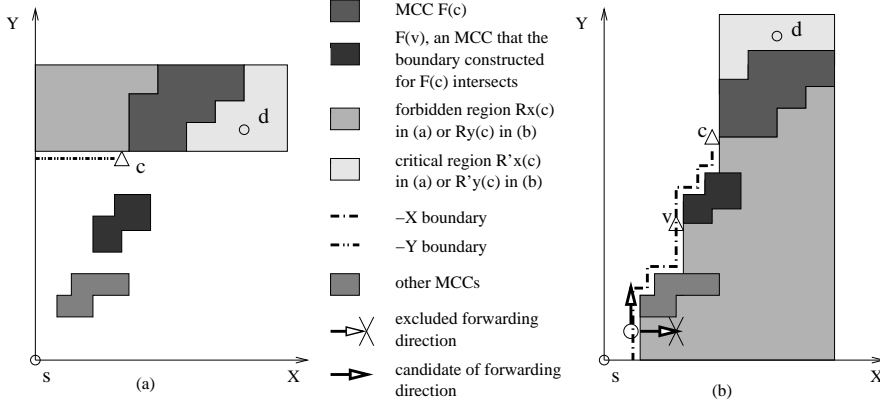 Y
d
c
s
X
(a)
MCC F(c)
F(v), an MCC that the
boundary constructed
for F(c) intersects
forbidden region Rx(c)
in (a) or Ry(c) in (b)
critical region R'x(c)
in (a) or R'y(c) in (b)
–X boundary
–Y boundary
other MCCs
excluded forwarding
direction
candidate of forwarding
direction
Y
d
c
v
s
X
(b)